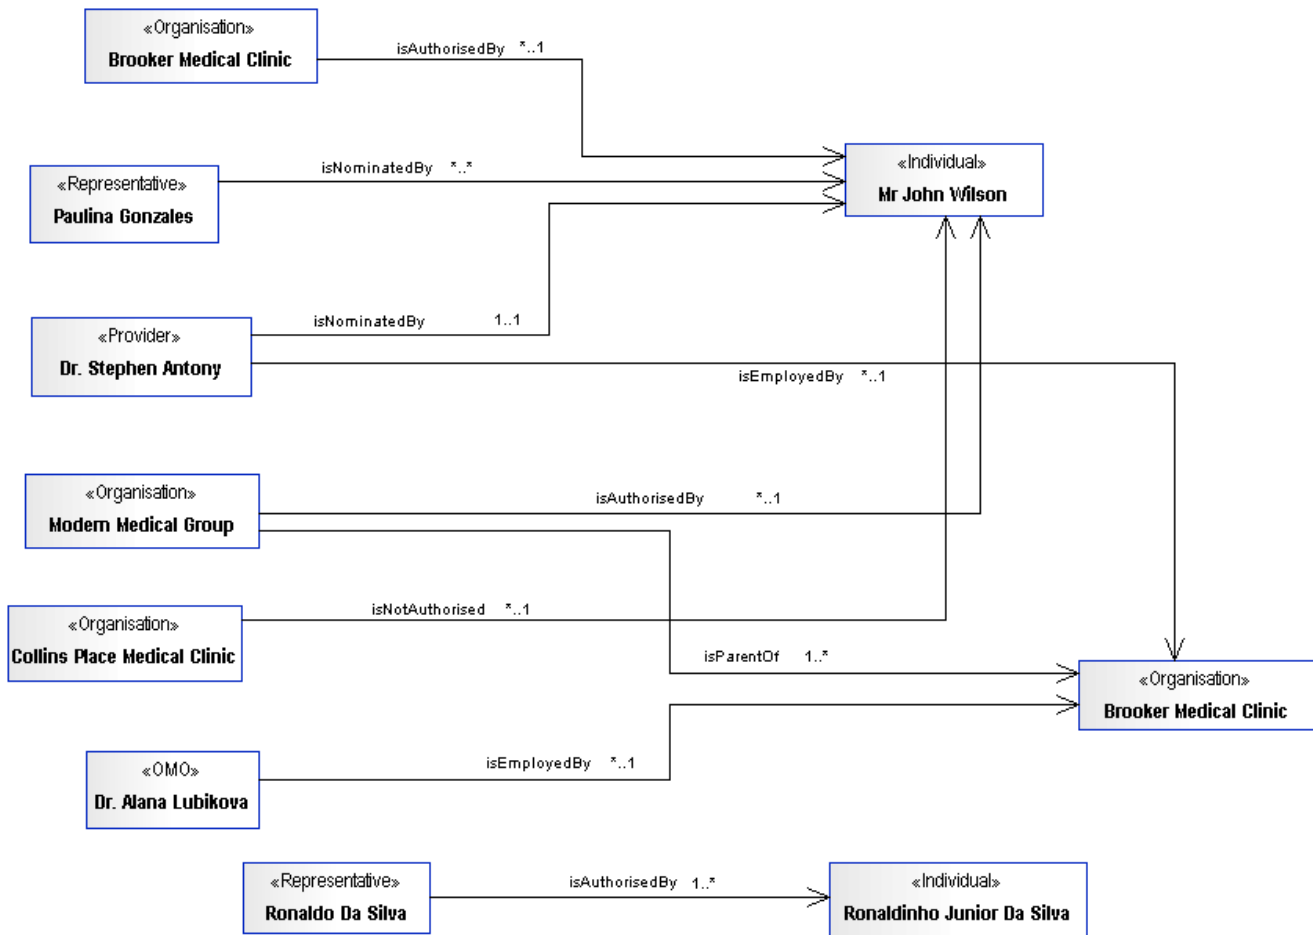 «Organisation»
Brooker Medical Clinic
isAuthorisedBy *..1
«Individual»
Mr John Wilson
isNominatedBy *..*
«Representative»
Paulina Gonzales
isNominatedBy 1..1
«Provider»
Dr. Stephen Antony
isEmployedBy *..1
«Organisation»
Modern Medical Group
isAuthorisedBy *..1
isNotAuthorised *..1
«Organisation»
Collins Place Medical Clinic
isParentOf 1..*
«Organisation»
Brooker Medical Clinic
«OMO»
Dr. Alana Lubikova
isEmployedBy *..1
«Representative»
Ronaldo Da Silva
isAuthorisedBy 1..*
«Individual»
Ronaldinho Junior Da Silva